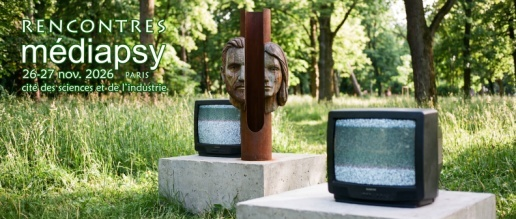 RENCONTRES
médiapsy
26-27 nov. 2026 PARIS
cité des sciences et de l'industrie